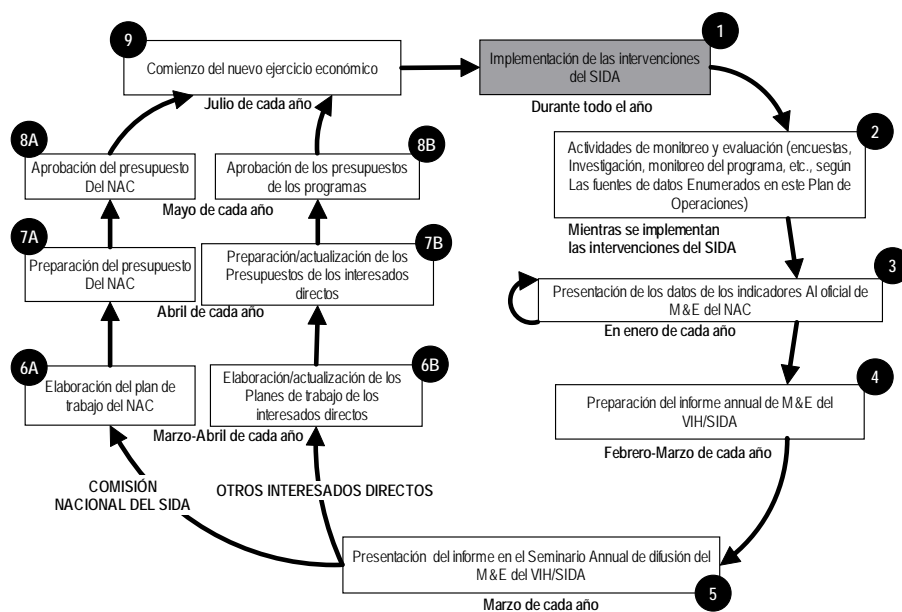 9
Comienzo del nuevo ejercicio económico
Julio de cada año
1
Implementación de las intervenciones
del SIDA
Durante todo el año
2
Actividades de monitoreo y evaluación (encuestas,
Investigación, monitoreo del programa, etc., según
Las fuentes de datos Enumerados en este Plan de
Operaciones)
Mientras se implementan
las intervenciones del SIDA
3
Presentación de los datos de los indicadores Al oficial de
M&E del NAC
En enero de cada año
4
Preparación del informe annual de M&E del
VIH/SIDA
Febrero-Marzo de cada año
5
Presentación del informe en el Seminario Annual de difusión del
M&E del VIH/SIDA
Marzo de cada año
COMISIÓN
NACIONAL DEL SIDA
OTROS INTERESADOS DIRECTOS
6A
Elaboración del plan de
trabajo del NAC
6B
Elaboración/actualización de los
Planes de trabajo de los
interesados directos
Marzo-Abril de cada año
7A
Preparación del presupuesto
Del NAC
7B
Preparación/actualización de los
Presupuestos de los interesados
directos
Abril de cada año
8A
Aprobación del presupuesto
Del NAC
8B
Aprobación de los presupuestos
de los programas
Mayo de cada año